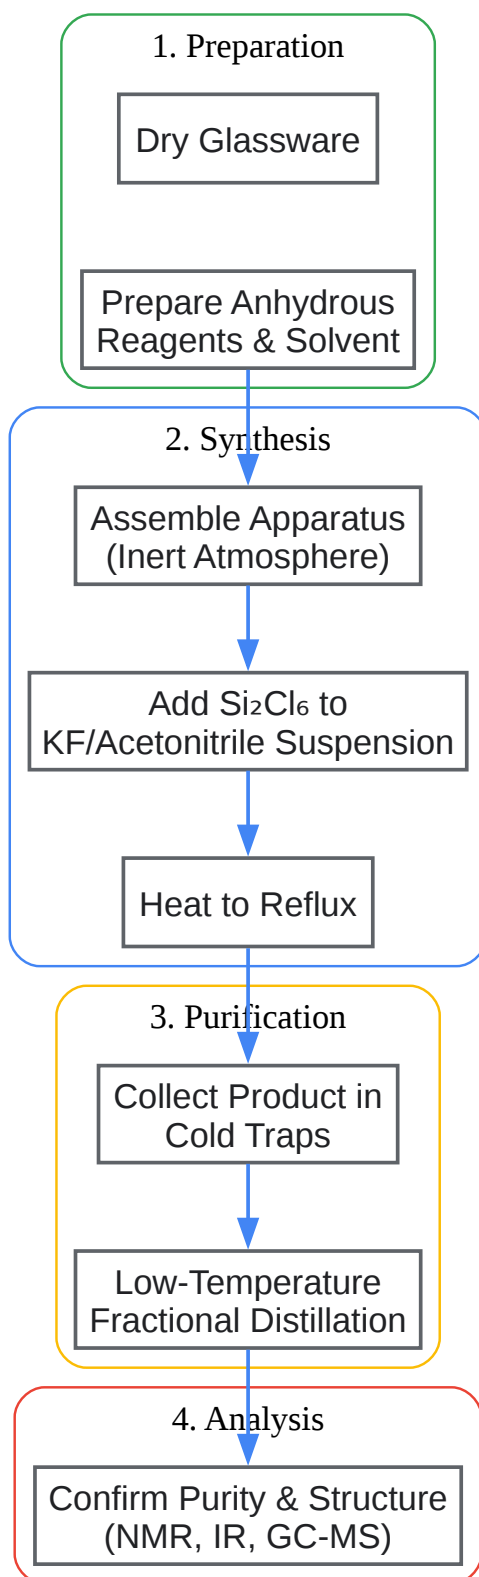 1. Preparation
Dry Glassware
Prepare Anhydrous
Reagents & Solvent
2. Synthesis
Assemble Apparatus
(Inert Atmosphere)
Add Si₂Cl₆ to
KF/Acetonitrile Suspension
Heat to Reflux
3. Purification
Collect Product in
Cold Traps
Low-Temperature
Fractional Distillation
4. Analysis
Confirm Purity & Structure
(NMR, IR, GC-MS)